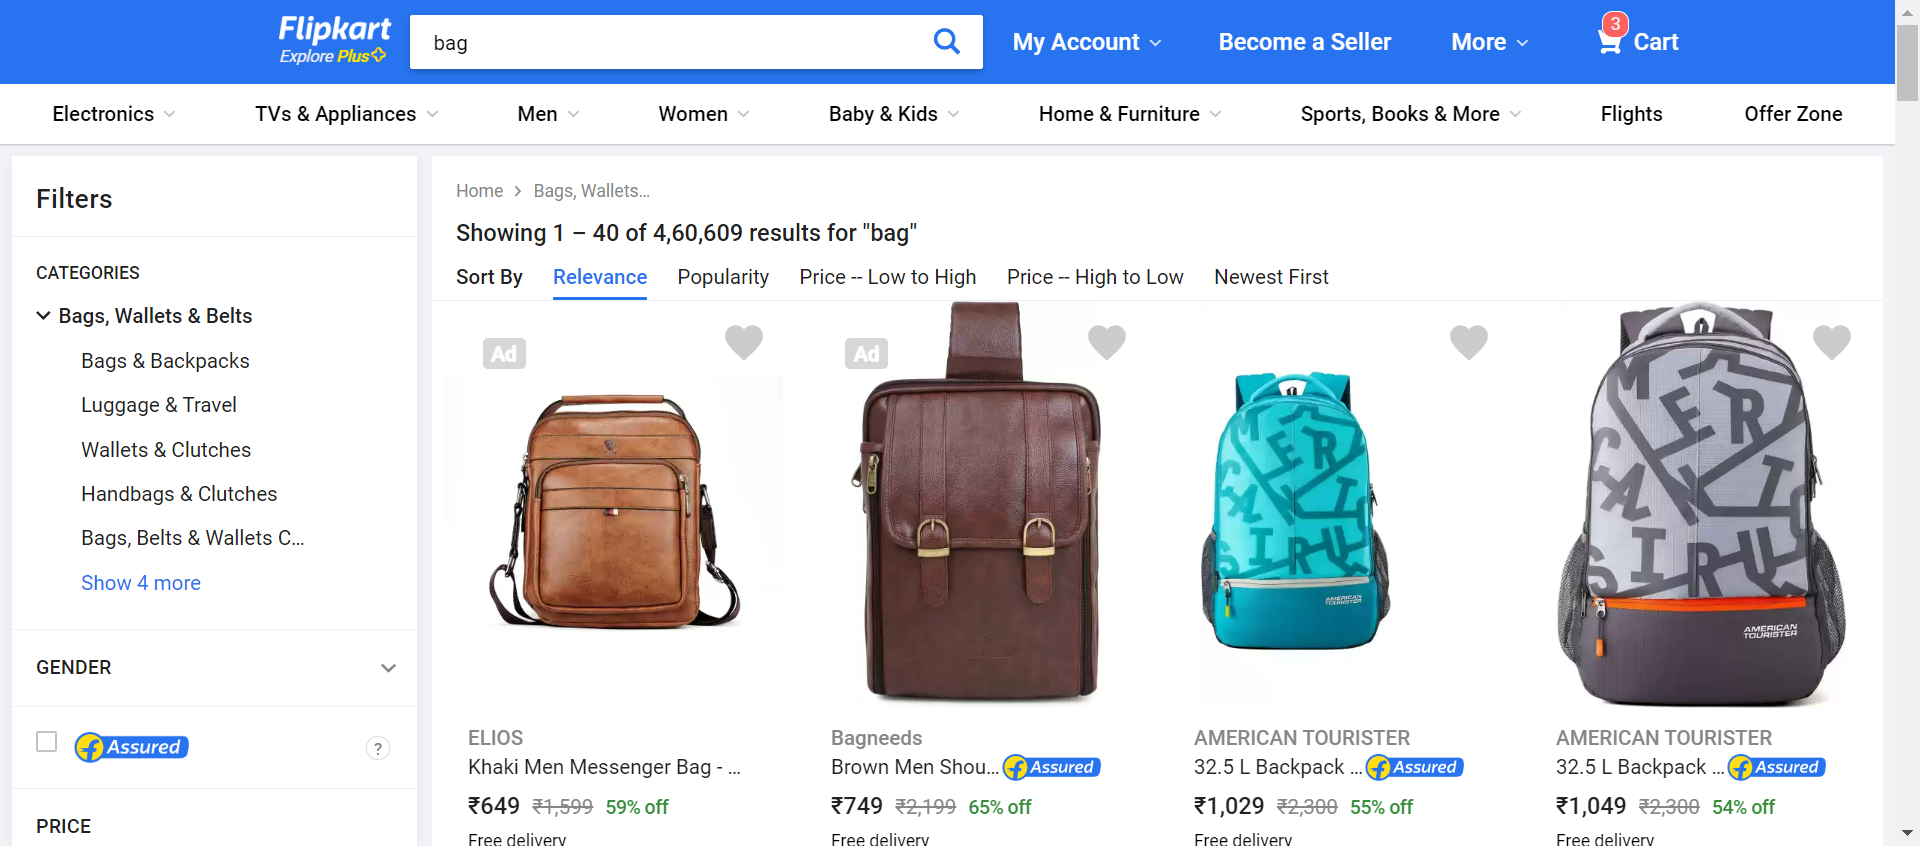 Flipkart
Explore Plus
bag
My Account
Become a Seller
More
3
Cart
Electronics
TVs & Appliances
Men
Women
Baby & Kids
Home & Furniture
Sports, Books & More
Flights
Offer Zone
Filters
CATEGORIES
Bags, Wallets & Belts
Bags & Backpacks
Luggage & Travel
Wallets & Clutches
Handbags & Clutches
Bags, Belts & Wallets C...
Show 4 more
GENDER
Assured
?
PRICE
Home > Bags, Wallets...
Showing 1 – 40 of 4,60,609 results for "bag"
Sort By
Relevance
Popularity
Price -- Low to High
Price -- High to Low
Newest First
Ad
ELIOS
Khaki Men Messenger Bag - ...
₹649 ₹1,599 59% off
Free delivery
Ad
Bagneeds
Brown Men Shou... Assured
₹749 ₹2,199 65% off
Free delivery
AMERICAN
TOURISTER
AMERICAN TOURISTER
32.5 L Backpack ... Assured
₹1,029 ₹2,300 55% off
Free delivery
AMERICAN
TOURISTER
AMERICAN TOURISTER
32.5 L Backpack ... Assured
₹1,049 ₹2,300 54% off
Free delivery